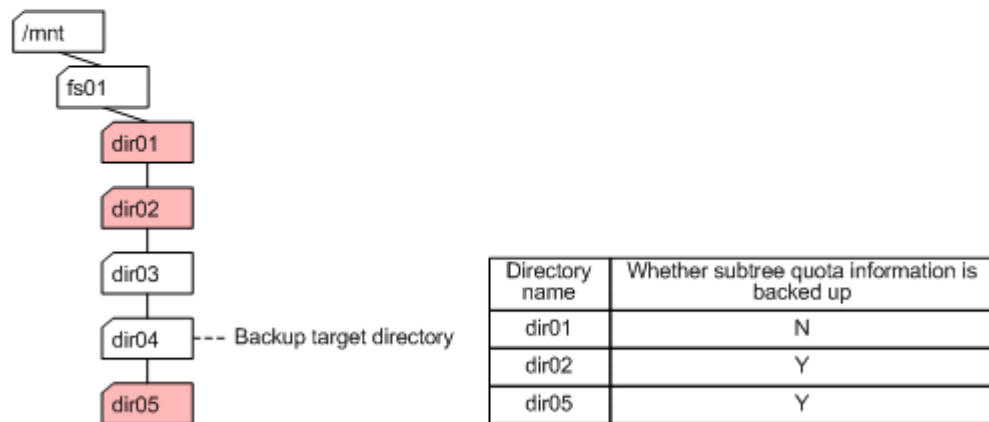 /mnt
fs01
dir01
dir02
dir03
dir04
Backup target directory
dir05
Directory name
Whether subtree quota information is backed up
dir01
N
dir02
Y
dir05
Y